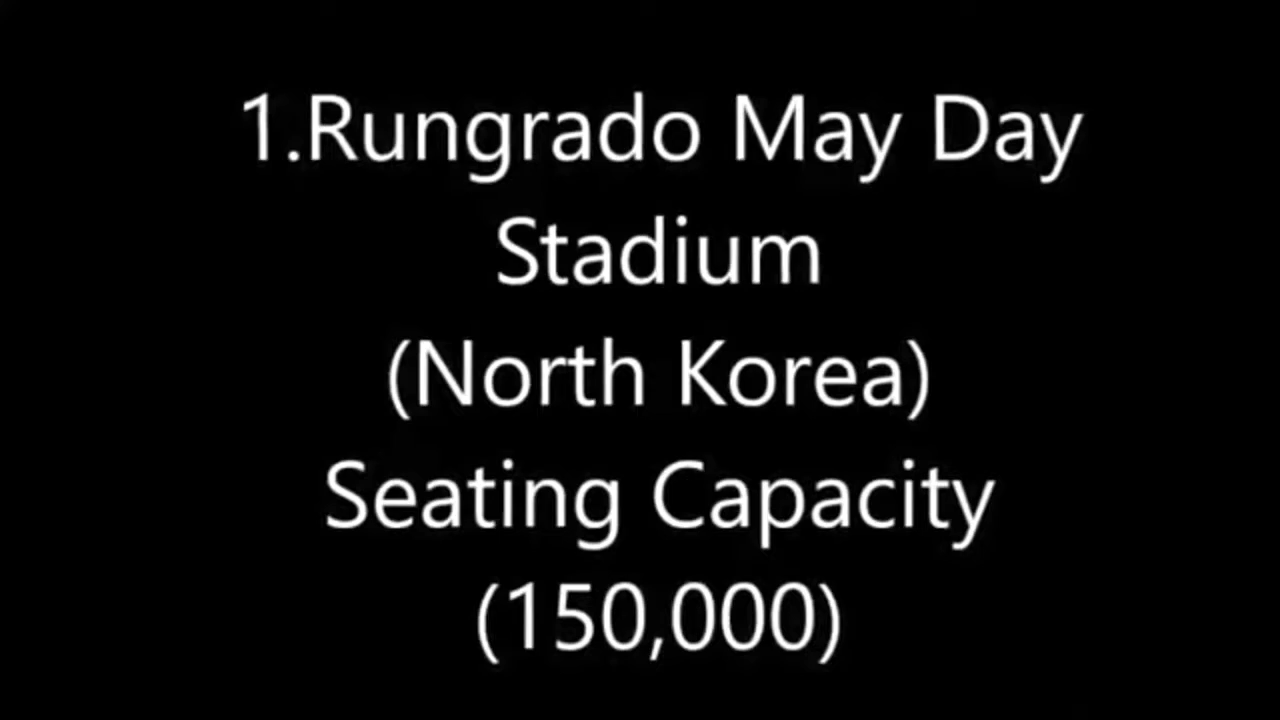 1.Rungrado May Day
Stadium
(North Korea)
Seating Capacity
(150,000)